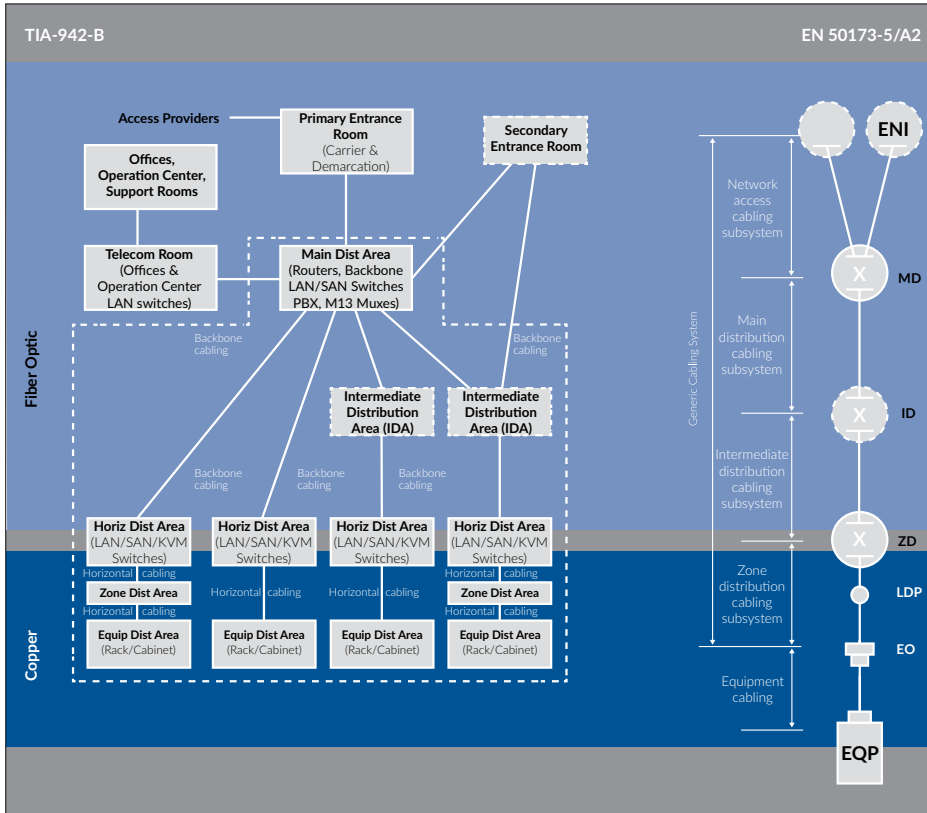 TIA-942-B
EN 50173-5/A2
Access Providers
Primary Entrance
Room
(Carrier &
Demarcation)
Secondary
Entrance Room
Offices,
Operation Center,
Support Rooms
Telecom Room
(Offices &
Operation Center
LAN switches)
Main Dist Area
(Routers, Backbone
LAN/SAN Switches
PBX, M13 Muxes)
Backbone
cabling
Backbone
cabling
Intermediate
Distribution
Area (IDA)
Intermediate
Distribution
Area (IDA)
Backbone
cabling
Backbone
cabling
Backbone
cabling
Horiz Dist Area
(LAN/SAN/KVM
Switches)
Horiz Dist Area
(LAN/SAN/KVM
Switches)
Horiz Dist Area
(LAN/SAN/KVM
Switches)
Horiz Dist Area
(LAN/SAN/KVM
Switches)
Horizontal cabling
Zone Dist Area
Horizontal cabling
Horizontal cabling
Horizontal cabling
Horizontal cabling
Zone Dist Area
Horizontal cabling
Equip Dist Area
(Rack/Cabinet)
Equip Dist Area
(Rack/Cabinet)
Equip Dist Area
(Rack/Cabinet)
Equip Dist Area
(Rack/Cabinet)
Fiber Optic
Copper
Generic Cabling System
Network
access
cabling
subsystem
Main
distribution
cabling
subsystem
Intermediate
distribution
cabling
subsystem
Zone
distribution
cabling
subsystem
Equipment
cabling
ENI
X
MD
X
ID
X
ZD
LDP
EO
EQP